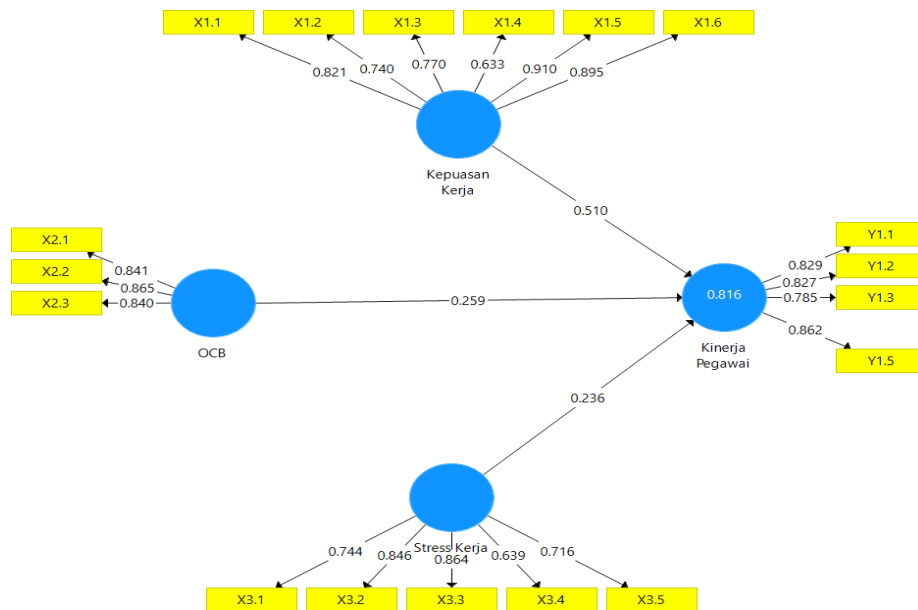 X1.1 X1.2 X1.3 X1.4 X1.5 X1.6
0.821 0.740 0.770 0.633 0.910 0.895
Kepuasan
Kerja
0.510
X2.1
X2.2
X2.3
0.841
0.865
0.840
OCB
0.259
Y1.1
Y1.2
Y1.3
Y1.5
0.829
0.827
0.785
0.862
0.816
Kinerja
Pegawai
0.236
Stress Kerja
0.744 0.846 0.864 0.639 0.716
X3.1 X3.2 X3.3 X3.4 X3.5